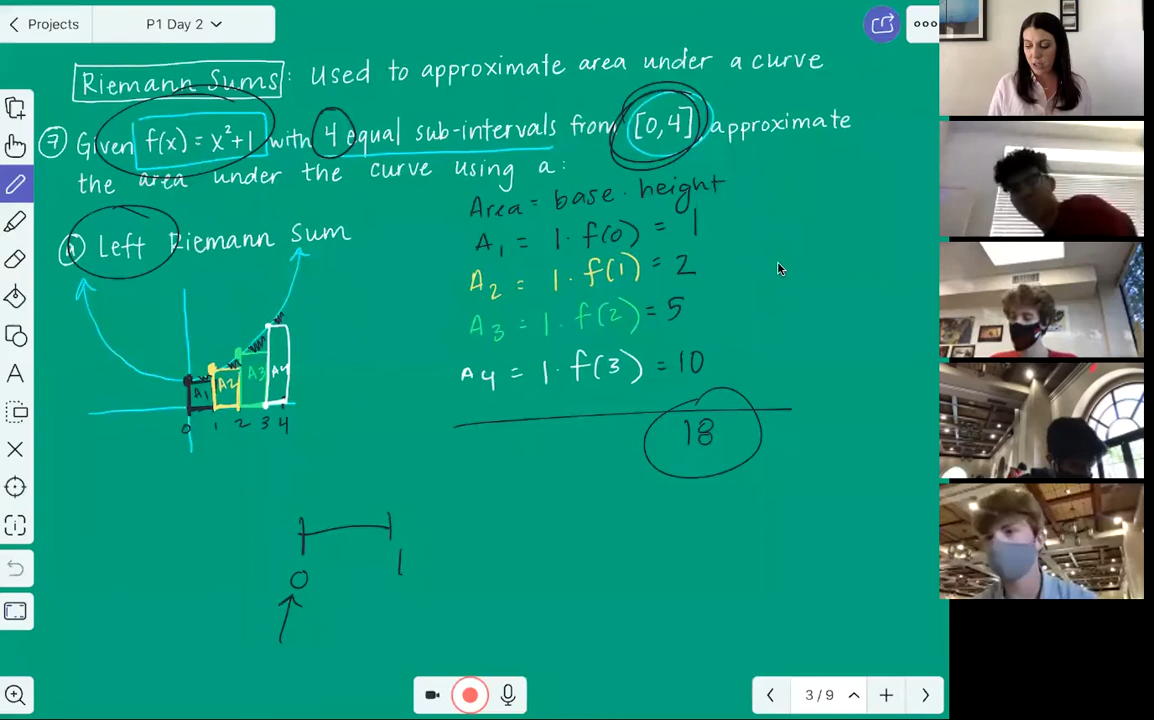 Projects
P1 Day 2
Riemann Sums: Used to approximate area under a curve
7 Given f(x) = x²+1 with 4 equal sub-intervals from [0,4] approximate
the area under the curve using a:
a Left Riemann Sum
Area = base · height
A₁ = 1 · f(0) = 1
A₂ = 1 · f(1) = 2
A₃ = 1 · f(2) = 5
A4 = 1 · f(3) = 10
18
A1 A2 A3 A4
0 1 2 3 4
0 1
A
3 / 9